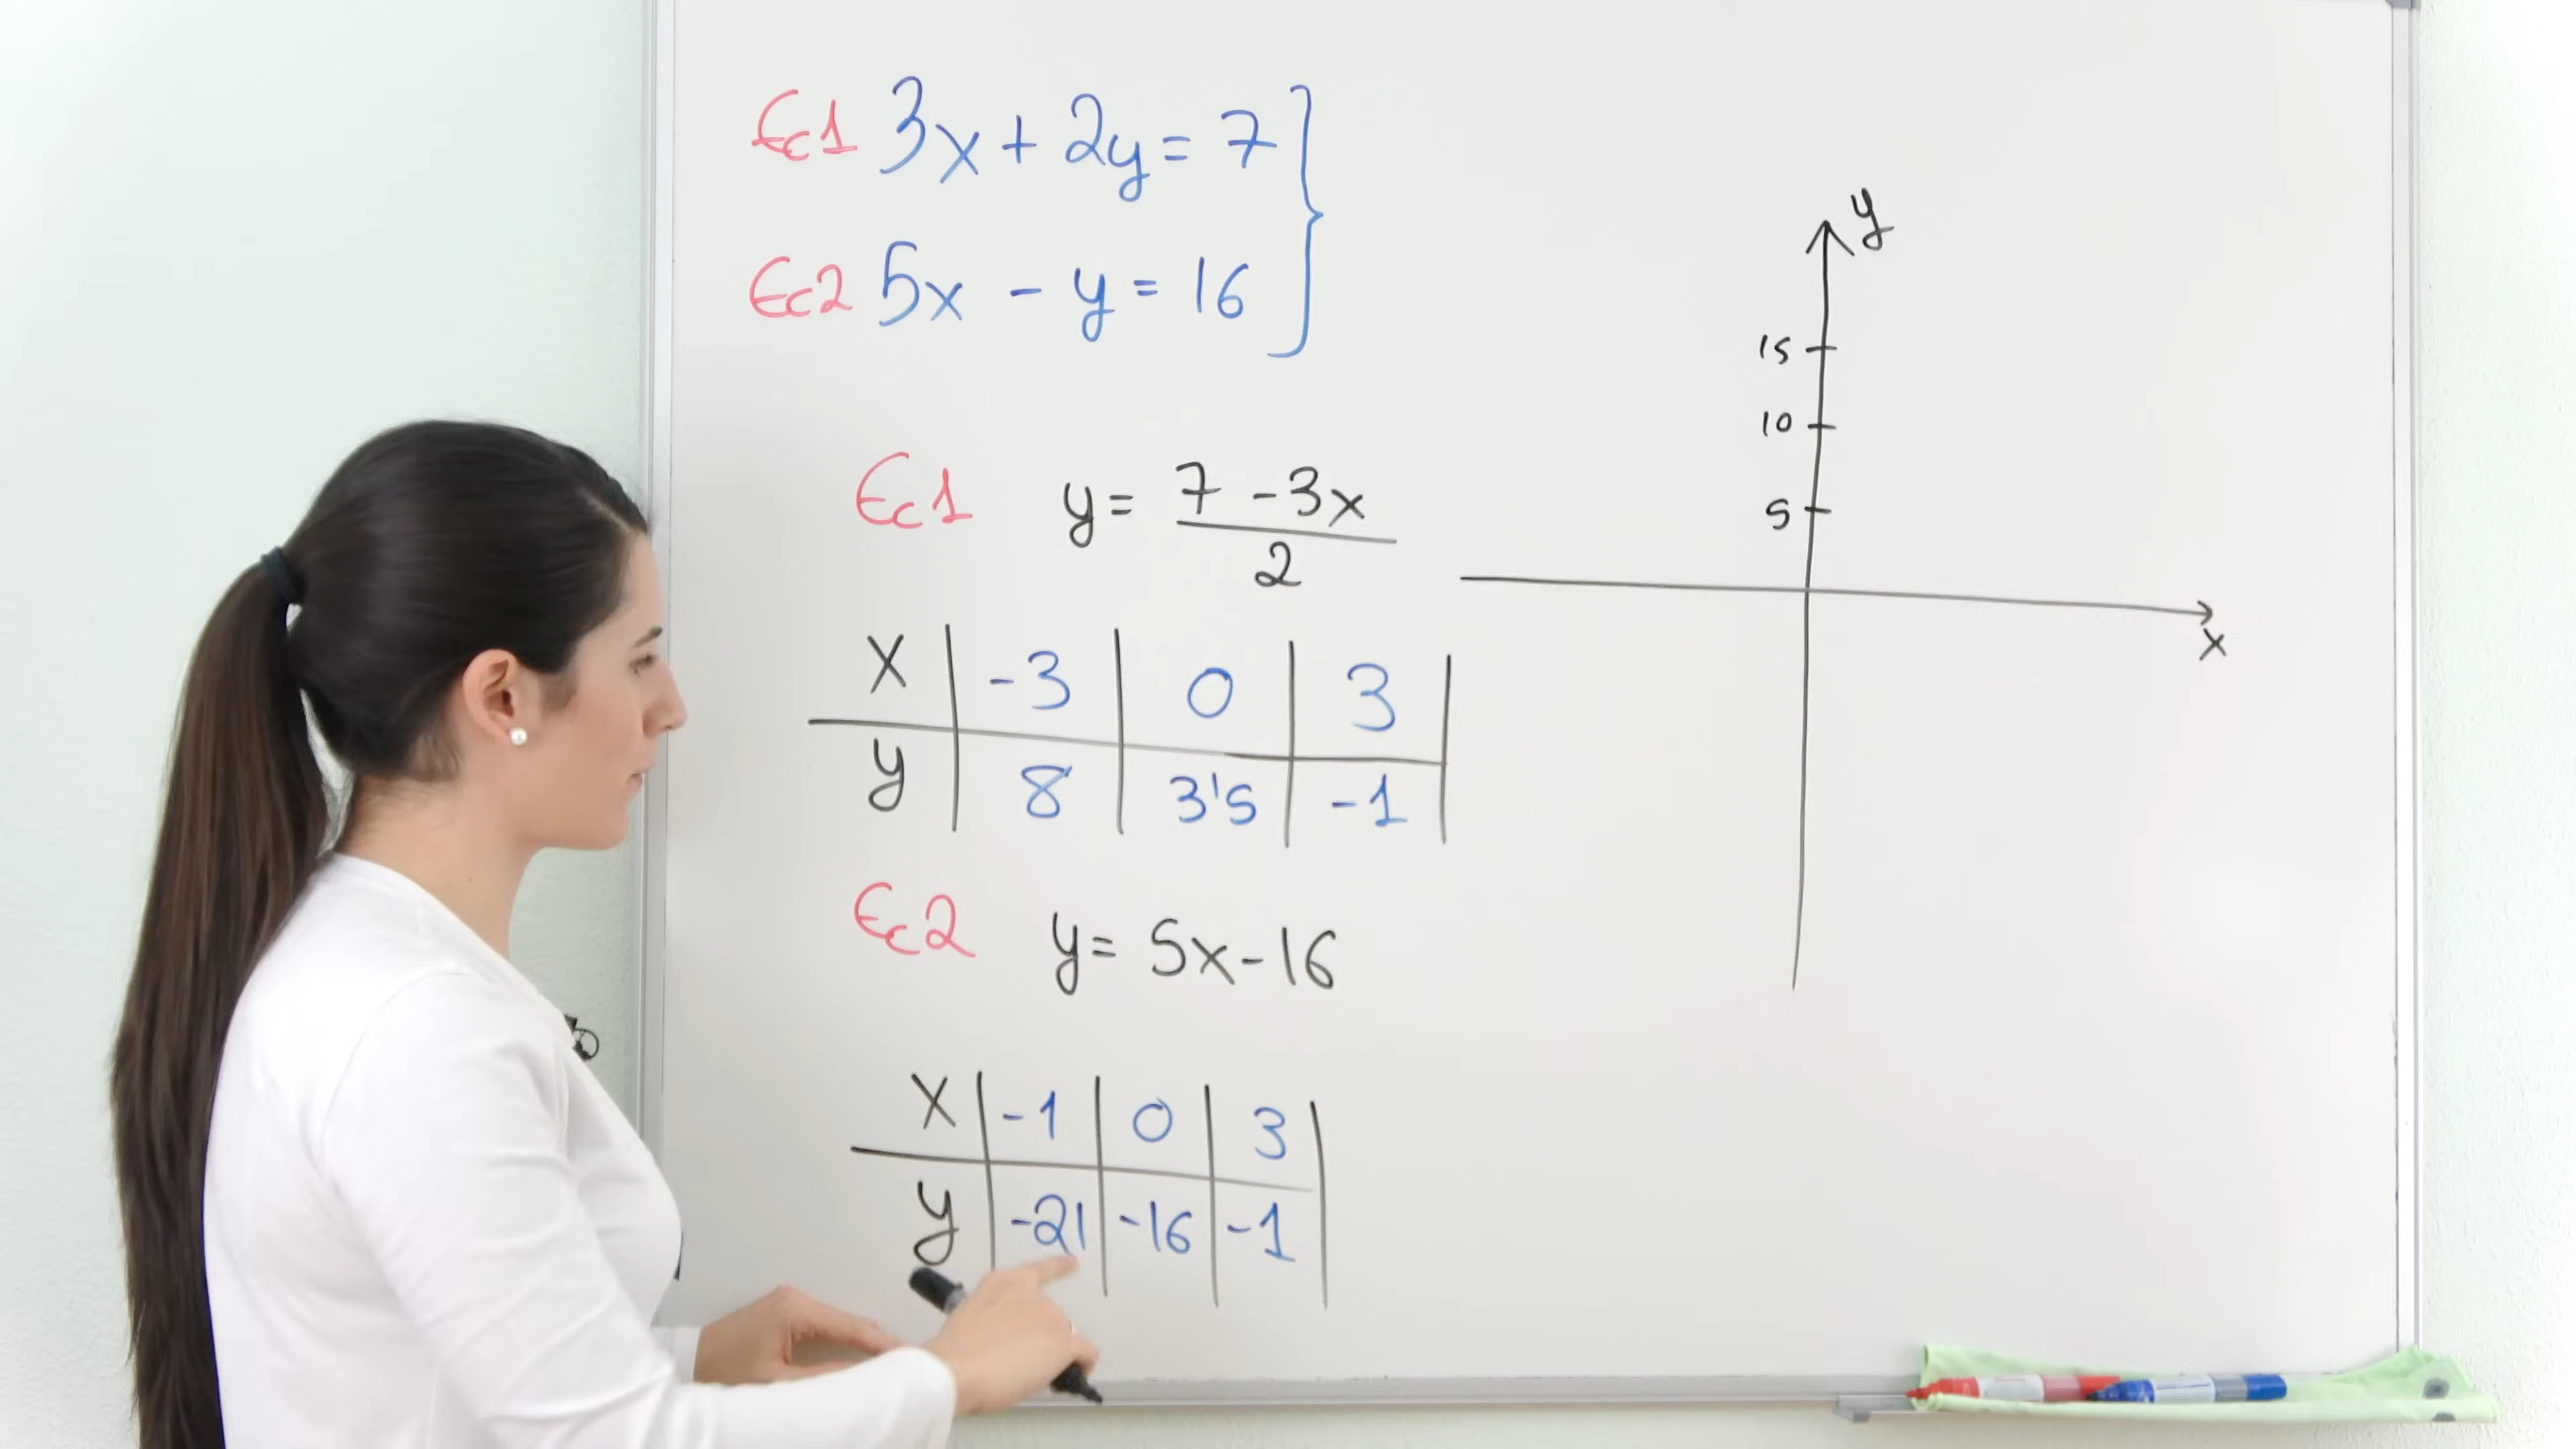 Ec1 3x + 2y = 7
Ec2 5x - y = 16
Ec1 y = 7 - 3x
2
x -3 0 3
y 8 3's -1
Ec2 y = 5x - 16
x -1 0 3
y -21 -16 -1
y
15
10
5
x